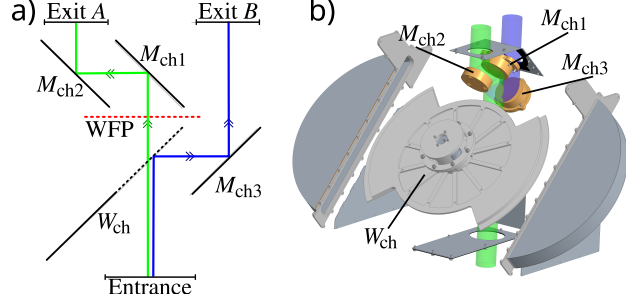 a)
Exit A
Exit B
Mch1
Mch2
WFP
Mch3
Wch
Entrance
b)
Mch1
Mch2
Mch3
Wch